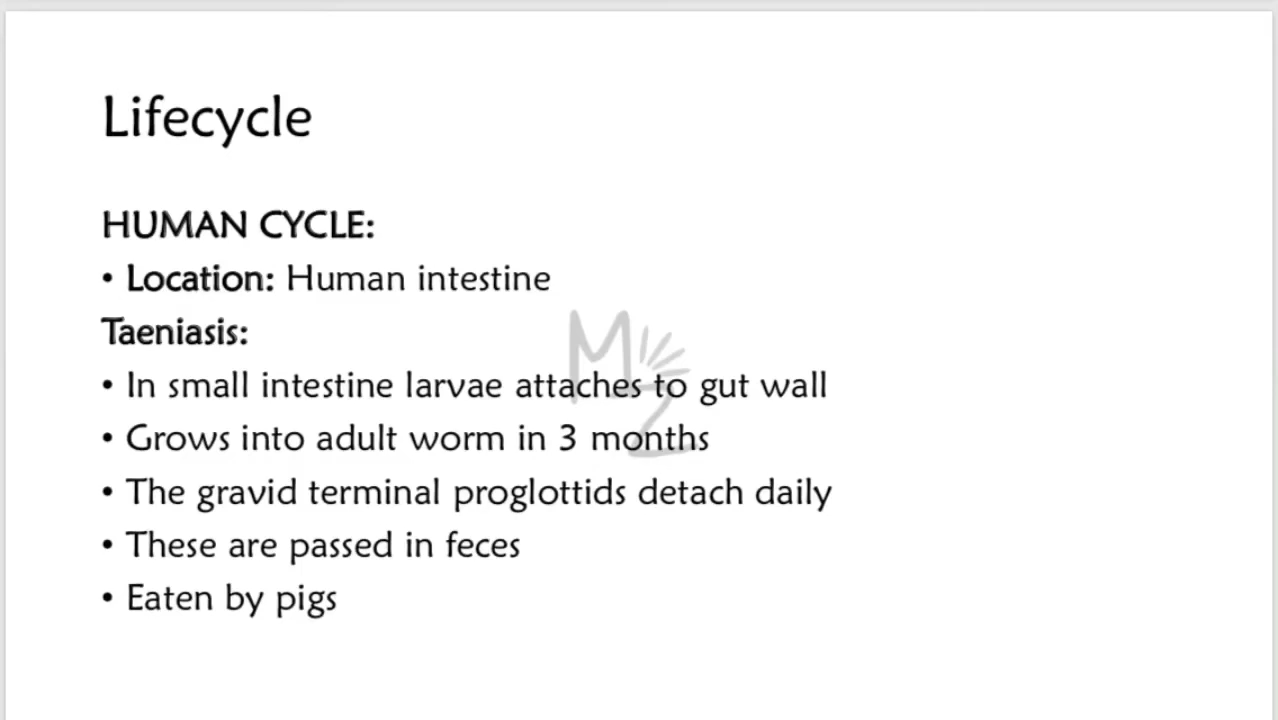 Lifecycle
HUMAN CYCLE:
• Location: Human intestine
Taeniasis:
• In small intestine larvae attaches to gut wall
• Grows into adult worm in 3 months
• The gravid terminal proglottids detach daily
• These are passed in feces
• Eaten by pigs
M
Z